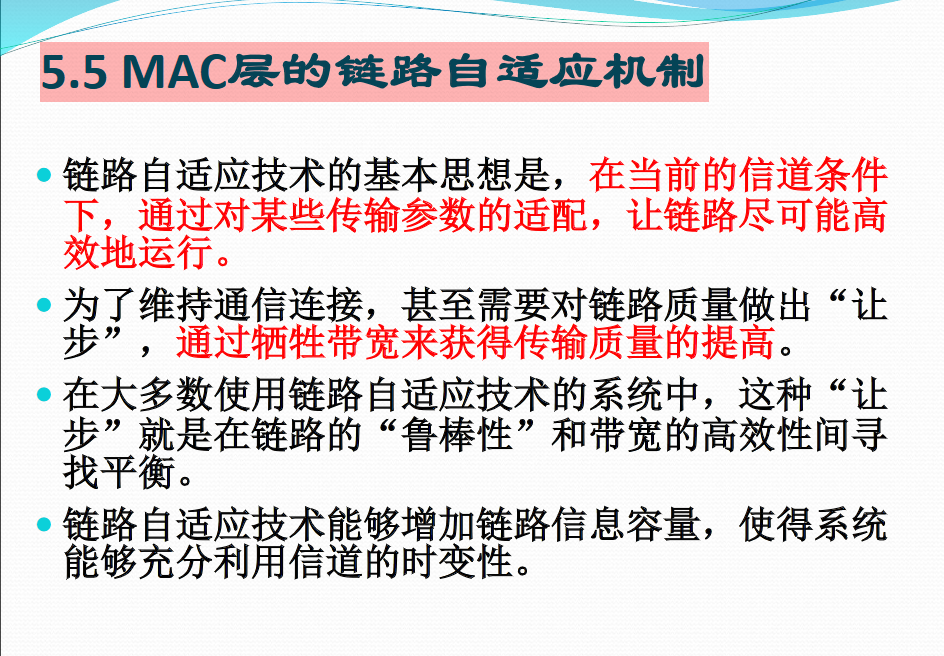 5.5 MAC层的链路自适应机制
链路自适应技术的基本思想是，在当前的信道条件
下，通过对某些传输参数的适配，让链路尽可能高
效地运行。
为了维持通信连接，甚至需要对链路质量做出“让
步”，通过牺牲带宽来获得传输质量的提高。
在大多数使用链路自适应技术的系统中，这种“让
步”就是在链路的“鲁棒性”和带宽的高效性间寻
找平衡。
链路自适应技术能够增加链路信息容量，使得系统
能够充分利用信道的时变性。